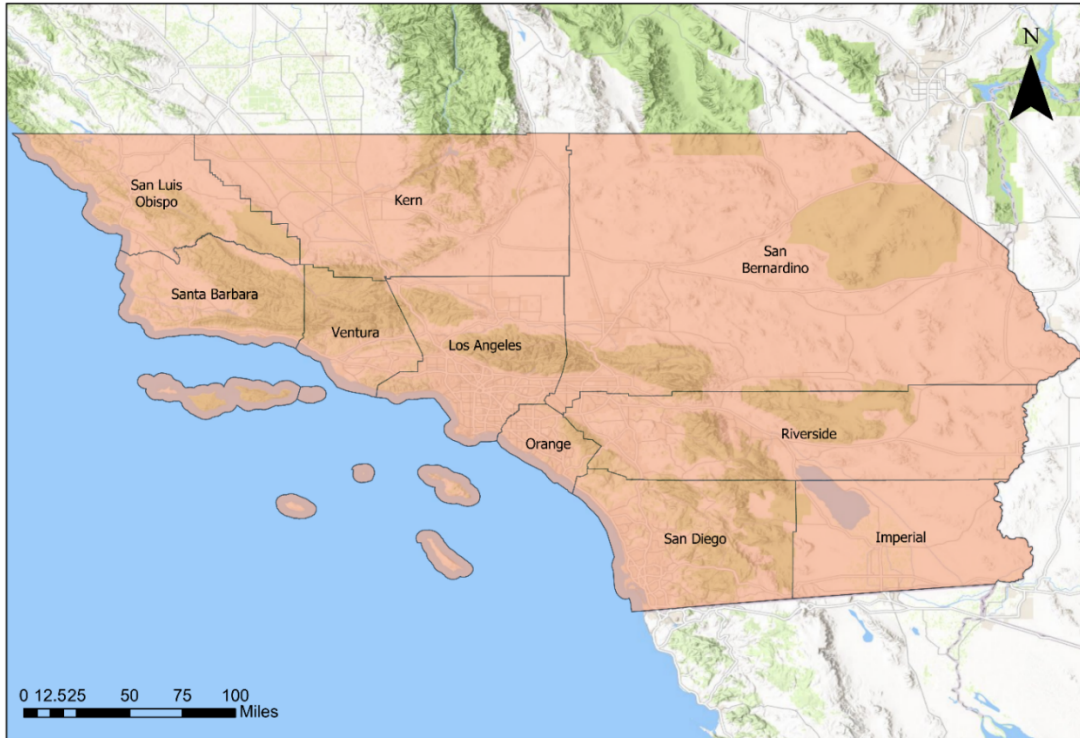 N
San Luis
Obispo
Kern
San
Bernardino
Santa Barbara
Ventura
Los Angeles
Orange
Riverside
San Diego
Imperial
0 12.525 50 75 100
Miles